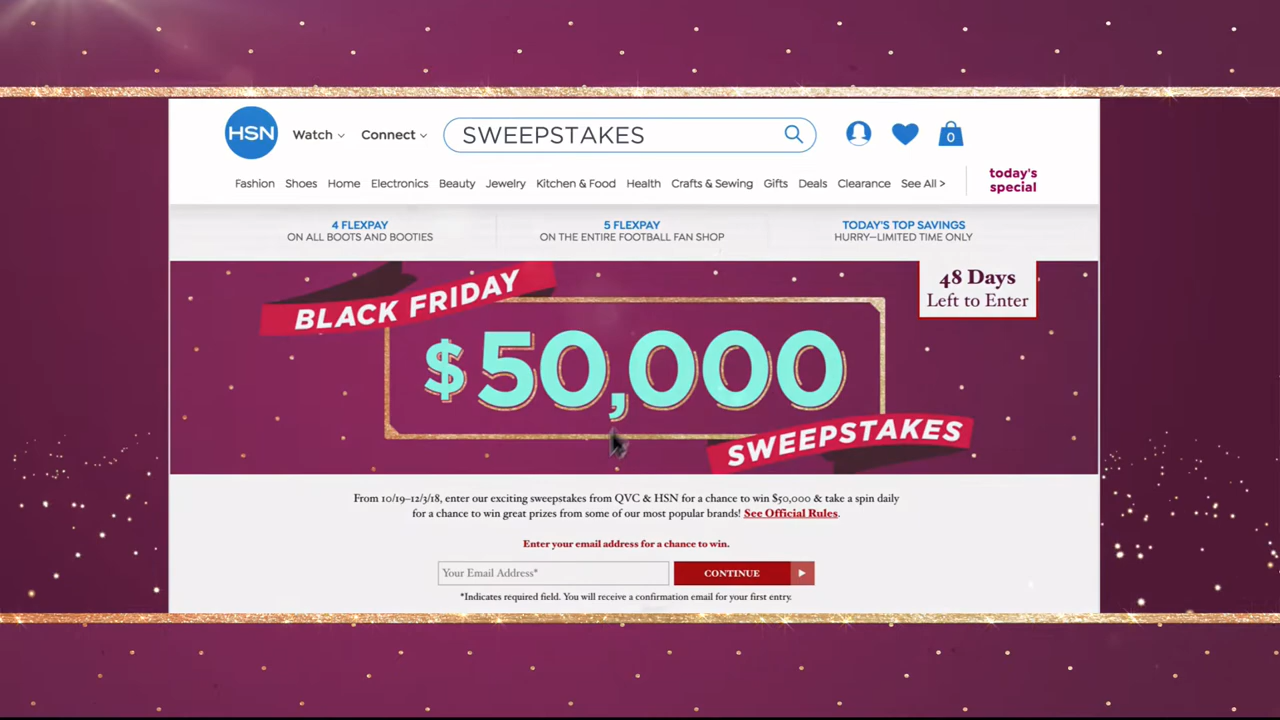 HSN
Watch
Connect
SWEEPSTAKES
0
Fashion Shoes Home Electronics Beauty Jewelry Kitchen & Food Health Crafts & Sewing Gifts Deals Clearance See All >
today's
special
4 FLEXPAY
ON ALL BOOTS AND BOOTIES
5 FLEXPAY
ON THE ENTIRE FOOTBALL FAN SHOP
TODAY'S TOP SAVINGS
HURRY—LIMITED TIME ONLY
48 Days
Left to Enter
BLACK FRIDAY
$50,000
SWEEPSTAKES
From 10/19–12/3/18, enter our exciting sweepstakes from QVC & HSN for a chance to win $50,000 & take a spin daily
for a chance to win great prizes from some of our most popular brands! See Official Rules.
Enter your email address for a chance to win.
Your Email Address*
CONTINUE
*Indicates required field. You will receive a confirmation email for your first entry.